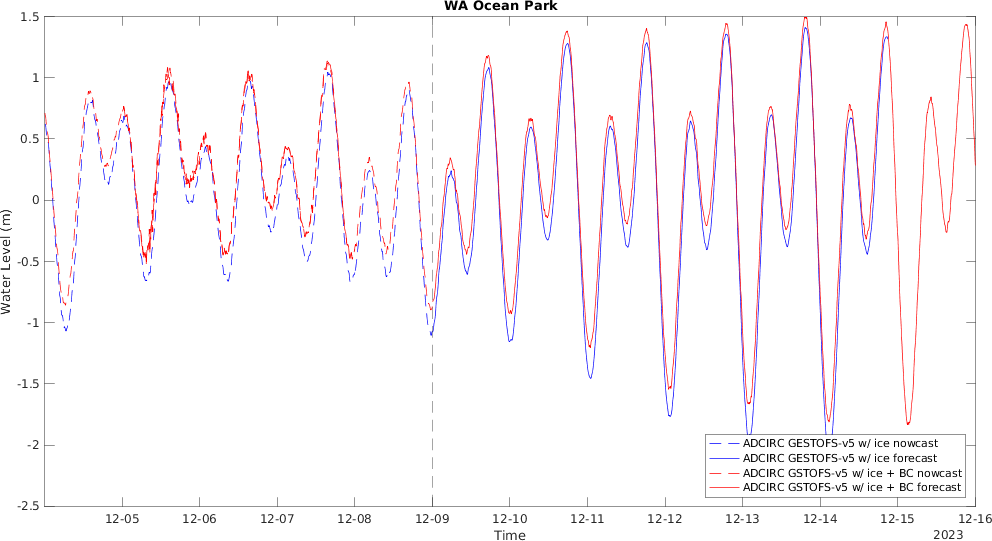 WA Ocean Park
1.5
1
0.5
0
-0.5
-1
-1.5
-2
-2.5
Water Level (m)
12-05 12-06 12-07 12-08 12-09 12-10 12-11 12-12 12-13 12-14 12-15 12-16
Time
2023
ADCIRC GESTOFS-v5 w/ ice nowcast
ADCIRC GESTOFS-v5 w/ ice forecast
ADCIRC GSTOFS-v5 w/ ice + BC nowcast
ADCIRC GSTOFS-v5 w/ ice + BC forecast